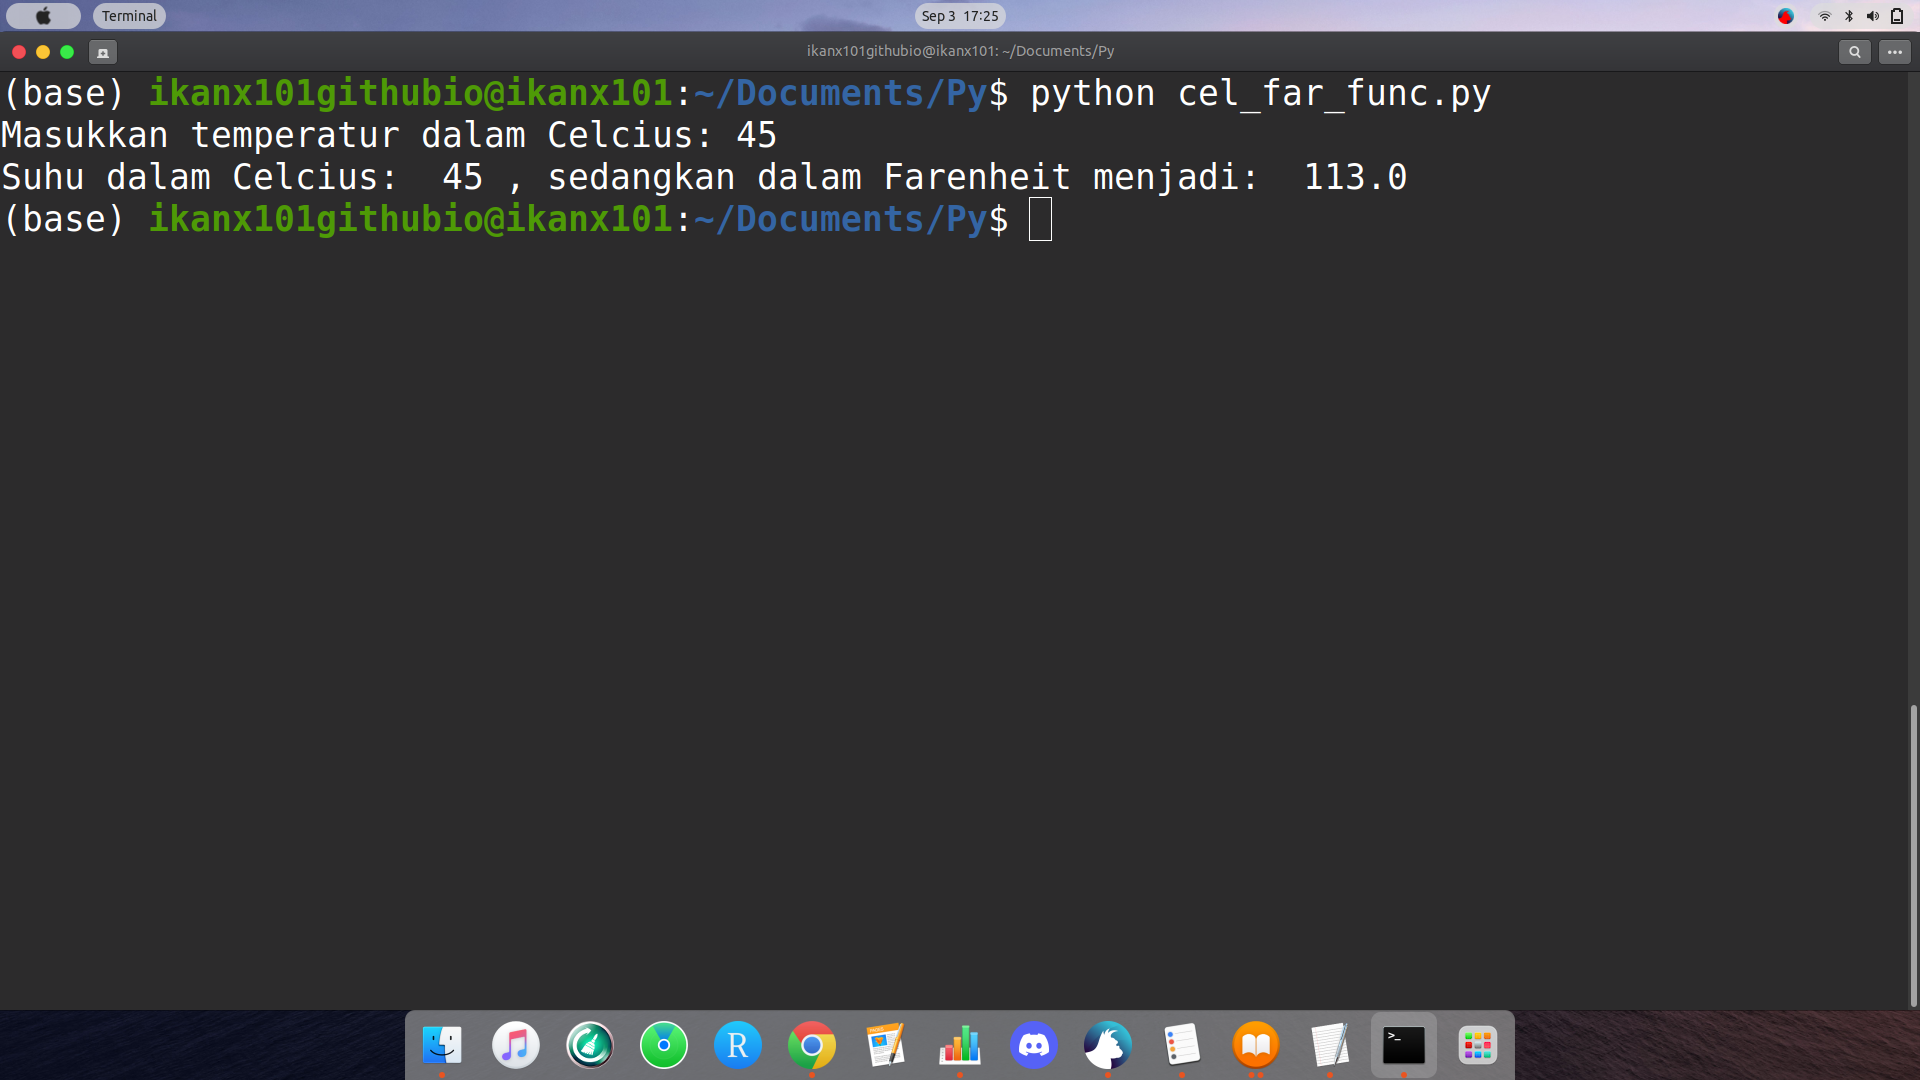 Terminal
Sep 3 17:25
ikanx101githubio@ikanx101: ~/Documents/Py
(base) ikanx101githubio@ikanx101:~/Documents/Py$ python cel_far_func.py
Masukkan temperatur dalam Celcius: 45
Suhu dalam Celcius:  45 , sedangkan dalam Farenheit menjadi:  113.0
(base) ikanx101githubio@ikanx101:~/Documents/Py$
R
>_